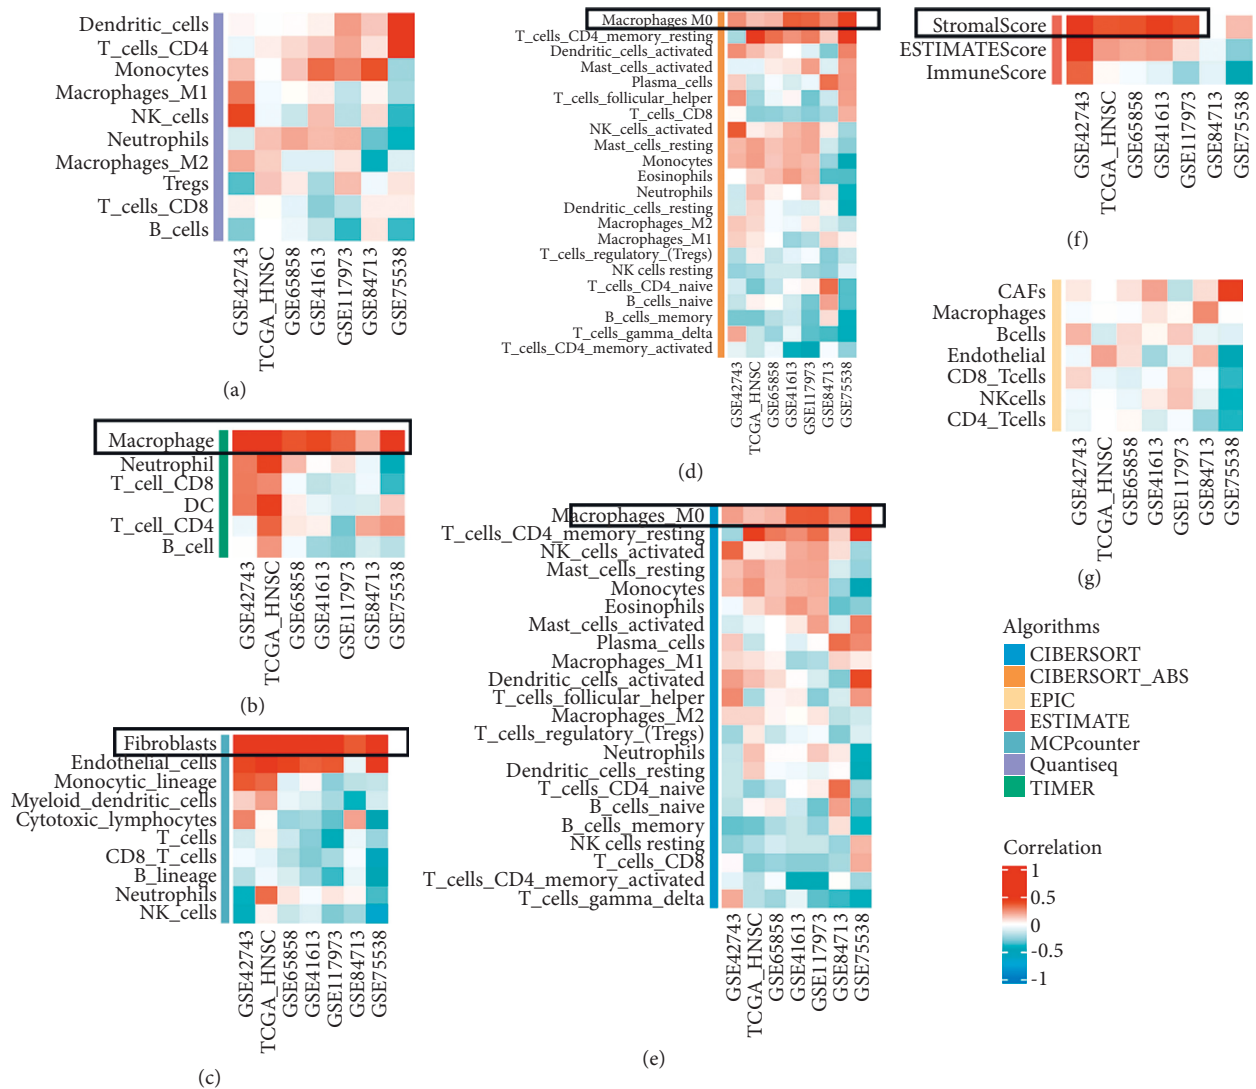 Dendritic_cells
T_cells_CD4
Monocytes
Macrophages_M1
NK_cells
Neutrophils
Macrophages_M2
Tregs
T_cells_CD8
B_cells
GSE42743
TCGA_HNSC
GSE65858
GSE41613
GSE117973
GSE84713
GSE75538
(a)
Macrophage
Neutrophil
T_cell_CD8
DC
T_cell_CD4
B_cell
GSE42743
TCGA_HNSC
GSE65858
GSE41613
GSE117973
GSE84713
GSE75538
(b)
Fibroblasts
Endothelial_cells
Monocytic_lineage
Myeloid_dendritic_cells
Cytotoxic_lymphocytes
T_cells
CD8_T_cells
B_lineage
Neutrophils
NK_cells
GSE42743
TCGA_HNSC
GSE65858
GSE41613
GSE117973
GSE84713
GSE75538
(c)
Macrophages M0
T_cells_CD4_memory_resting
Dendritic_cells_activated
Mast_cells_activated
Plasma_cells
T_cells_follicular_helper
T_cells_CD8
NK_cells_activated
Mast_cells_resting
Monocytes
Eosinophils
Neutrophils
Dendritic_cells_resting
Macrophages_M2
Macrophages_M1
T_cells_regulatory_(Tregs)
NK cells resting
T_cells_CD4_naive
B_cells_naive
B_cells_memory
T_cells_gamma_delta
T_cells_CD4_memory_activated
GSE42743
TCGA_HNSC
GSE65858
GSE41613
GSE117973
GSE84713
GSE75538
(d)
Macrophages_M0
T_cells_CD4_memory_resting
NK_cells_activated
Mast_cells_resting
Monocytes
Eosinophils
Mast_cells_activated
Plasma_cells
Macrophages_M1
Dendritic_cells_activated
T_cells_follicular_helper
Macrophages_M2
T_cells_regulatory_(Tregs)
Neutrophils
Dendritic_cells_resting
T_cells_CD4_naive
B_cells_naive
B_cells_memory
NK cells resting
T_cells_CD8
T_cells_CD4_memory_activated
T_cells_gamma_delta
GSE42743
TCGA_HNSC
GSE65858
GSE41613
GSE117973
GSE84713
GSE75538
(e)
StromalScore
ESTIMATEScore
ImmuneScore
GSE42743
TCGA_HNSC
GSE65858
GSE41613
GSE117973
GSE84713
GSE75538
(f)
CAFs
Macrophages
Bcells
Endothelial
CD8_Tcells
NKcells
CD4_Tcells
GSE42743
TCGA_HNSC
GSE65858
GSE41613
GSE117973
GSE84713
GSE75538
(g)
Algorithms
CIBERSORT
CIBERSORT_ABS
EPIC
ESTIMATE
MCPcounter
Quantiseq
TIMER
Correlation
1
0.5
0
-0.5
-1